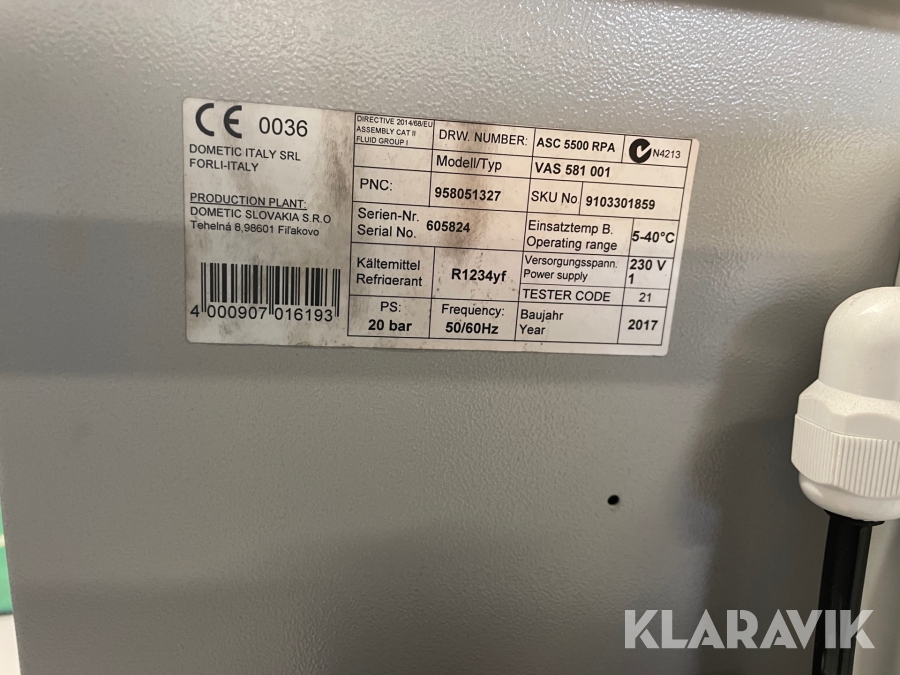 CE 0036
DOMETIC ITALY SRL
FORLI-ITALY
PRODUCTION PLANT:
DOMETIC SLOVAKIA S.R.O
Tehelná 8,98601 Fiľakovo
4 000907 016193
DIRECTIVE 2014/68/EU
ASSEMBLY CAT II
FLUID GROUP I
DRW. NUMBER: ASC 5500 RPA
N4213
Modell/Typ VAS 581 001
PNC: 958051327
SKU No 9103301859
Serien-Nr.
Serial No. 605824
Einsatztemp B.
Operating range 5-40°C
Kältemittel
Refrigerant R1234yf
Versorgungsspann. 230 V
Power supply 1
TESTER CODE 21
PS:
20 bar
Frequency:
50/60Hz
Baujahr
Year 2017
KLARAVIK